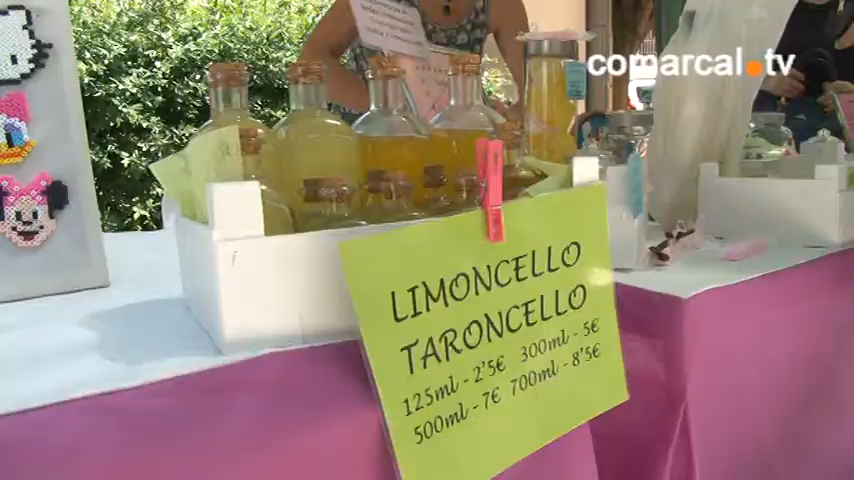 comarcal.tv
LIMONCELLO
TARONCELLO
125ml - 2'5€ 300ml - 5€
500ml - 7€ 700ml - 8'5€